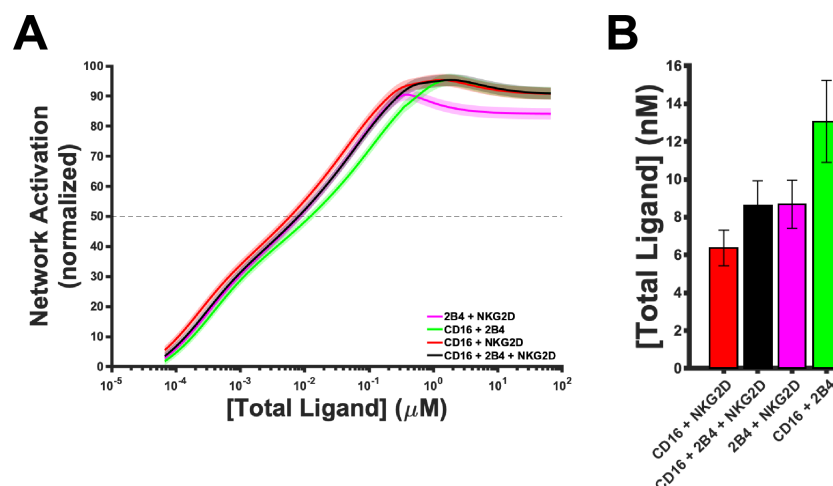 A
Network Activation
(normalized)
100
90
80
70
60
50
40
30
20
10
0
10-5
10-4
10-3
10-2
10-1
100
101
102
[Total Ligand] (μM)
2B4 + NKG2D
CD16 + 2B4
CD16 + NKG2D
CD16 + 2B4 + NKG2D
B
[Total Ligand] (nM)
16
14
12
10
8
6
4
2
0
CD16 + NKG2D
CD16 + 2B4 + NKG2D
2B4 + NKG2D
CD16 + 2B4